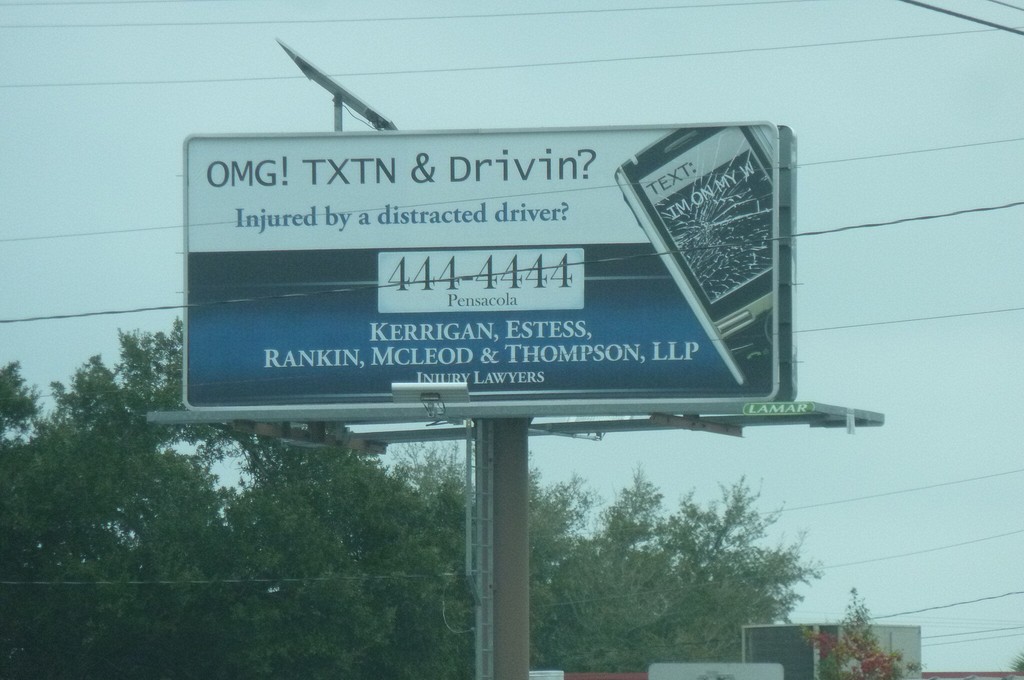 OMG! TXTN & Drivin?
Injured by a distracted driver?
TEXT:
IM ON MY W
444-4444
Pensacola
KERRIGAN, ESTESS,
RANKIN, MCLEOD & THOMPSON, LLP
INJURY LAWYERS
LAMAR